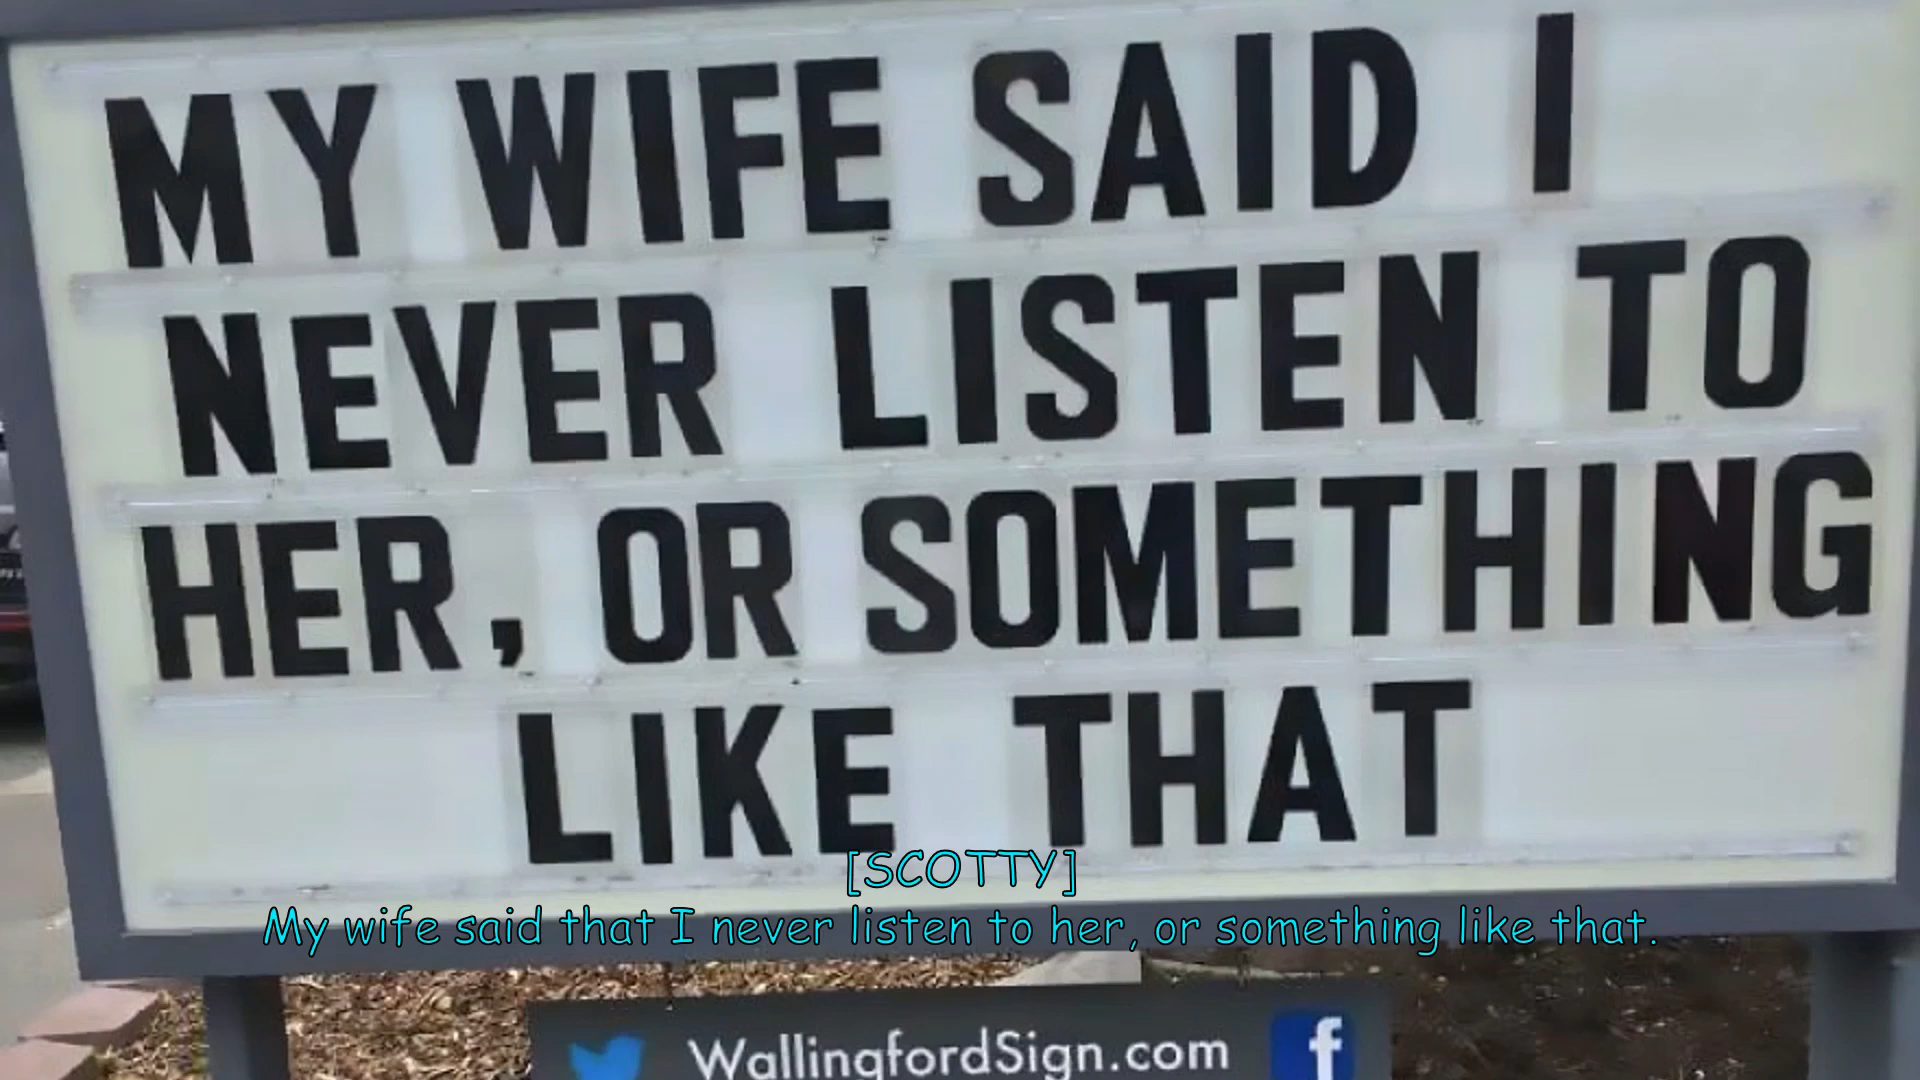 MY WIFE SAID I
NEVER LISTEN TO
HER, OR SOMETHING
LIKE THAT
[SCOTTY]
My wife said that I never listen to her, or something like that.
WallingfordSign.com